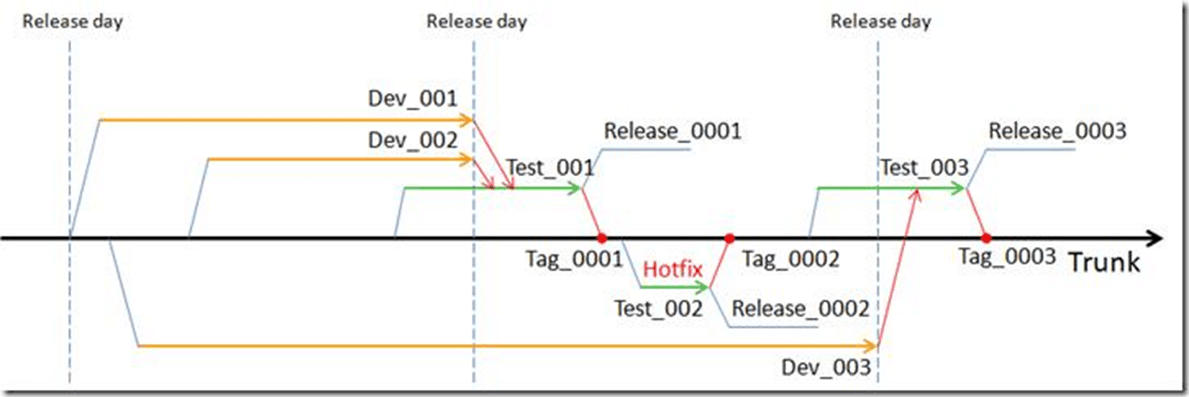 Release day
Release day
Release day
Dev_001
Dev_002
Release_0001
Release_0003
Test_001
Test_003
Tag_0001
Hotfix
Tag_0002
Tag_0003
Trunk
Test_002
Release_0002
Dev_003